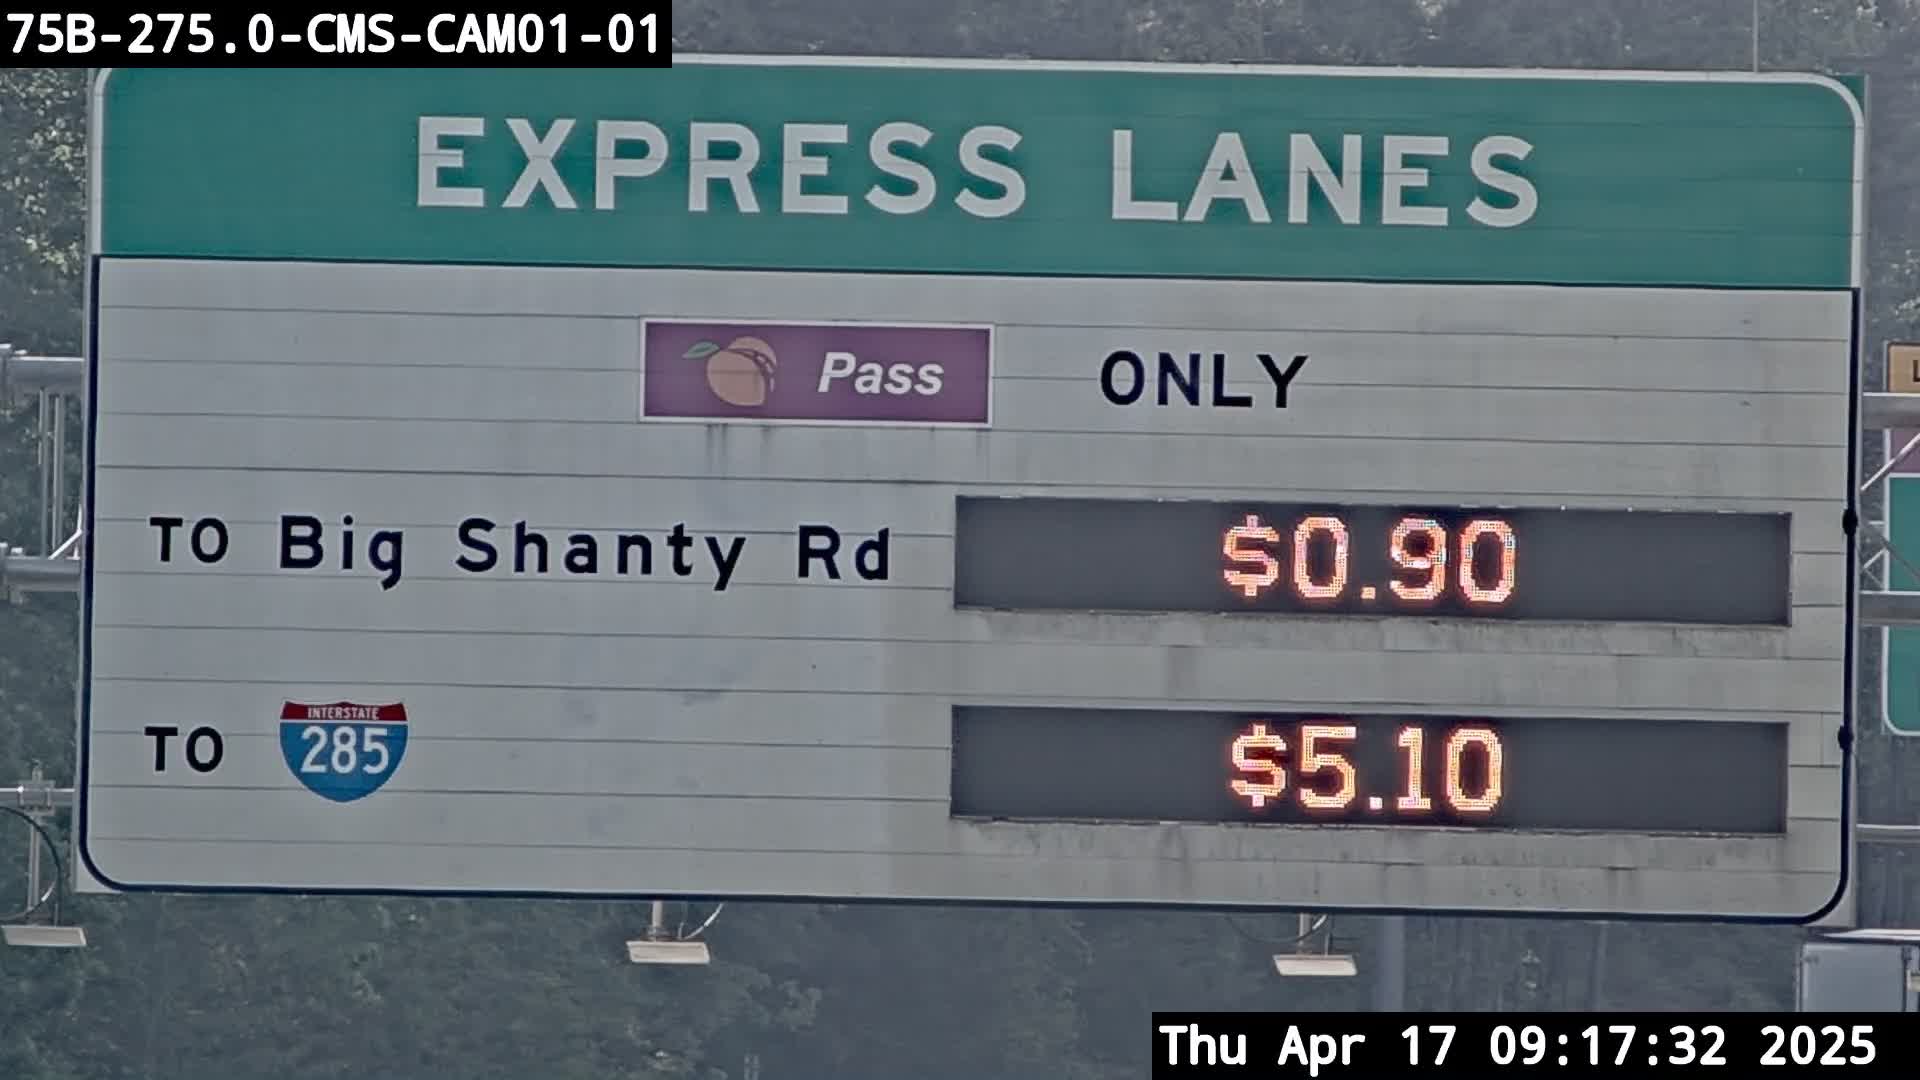 75B-275.0-CMS-CAM01-01
EXPRESS LANES
Pass ONLY
TO Big Shanty Rd $0.90
INTERSTATE
TO 285 $5.10
Thu Apr 17 09:17:32 2025